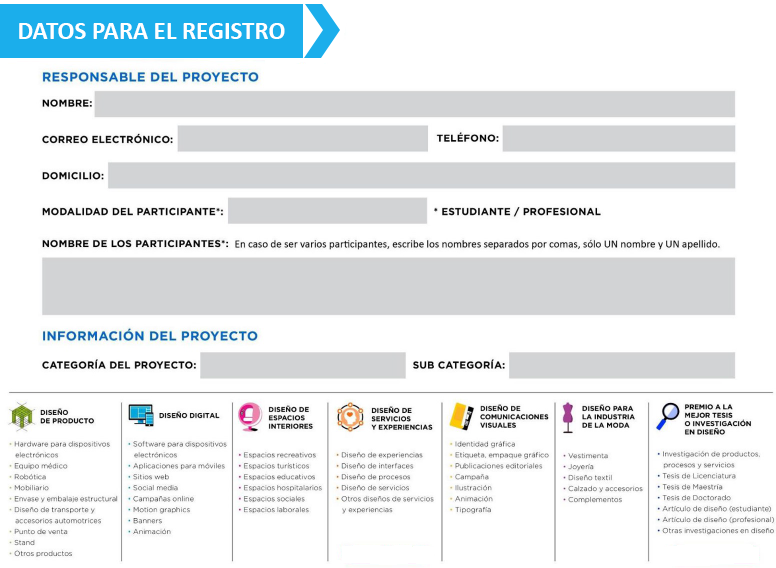 DATOS PARA EL REGISTRO
RESPONSABLE DEL PROYECTO
NOMBRE:
CORREO ELECTRÓNICO: TELÉFONO:
DOMICILIO:
MODALIDAD DEL PARTICIPANTE*: * ESTUDIANTE / PROFESIONAL
NOMBRE DE LOS PARTICIPANTES*: En caso de ser varios participantes, escribe los nombres separados por comas, sólo UN nombre y UN apellido.
INFORMACIÓN DEL PROYECTO
CATEGORÍA DEL PROYECTO: SUB CATEGORÍA:
DISEÑO
DE PRODUCTO
• Hardware para dispositivos
electrónicos
• Equipo médico
• Robótica
• Mobiliario
• Envase y embalaje estructural
• Diseño de transporte y
accesorios automotrices
• Punto de venta
• Stand
• Otros productos
DISEÑO DIGITAL
• Software para dispositivos
electrónicos
• Aplicaciones para móviles
• Sitios web
• Social media
• Campañas online
• Motion graphics
• Banners
• Animación
DISEÑO DE
ESPACIOS
INTERIORES
• Espacios recreativos
• Espacios turísticos
• Espacios educativos
• Espacios hospitalarios
• Espacios sociales
• Espacios laborales
DISEÑO DE
SERVICIOS
Y EXPERIENCIAS
• Diseño de experiencias
• Diseño de interfaces
• Diseño de procesos
• Diseño de servicios
• Otros diseños de servicios
y experiencias
DISEÑO DE
COMUNICACIONES
VISUALES
• Identidad gráfica
• Etiqueta, empaque gráfico
• Publicaciones editoriales
• Campaña
• Ilustración
• Animación
• Tipografía
DISEÑO PARA
LA INDUSTRIA
DE LA MODA
• Vestimenta
• Joyería
• Diseño textil
• Calzado y accesorios
• Complementos
PREMIO A LA
MEJOR TESIS
O INVESTIGACIÓN
EN DISEÑO
• Investigación de productos,
procesos y servicios
• Tesis de Licenciatura
• Tesis de Maestría
• Tesis de Doctorado
• Artículo de diseño (estudiante)
• Artículo de diseño (profesional)
• Otras investigaciones en diseño